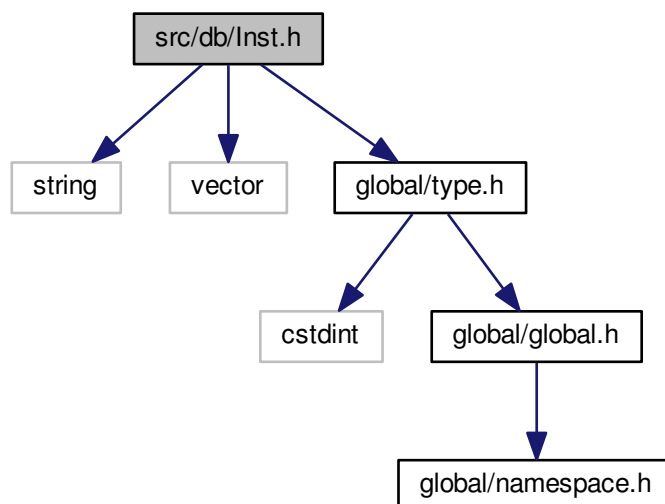 src/db/Inst.h
string
vector
global/type.h
cstdint
global/global.h
global/namespace.h